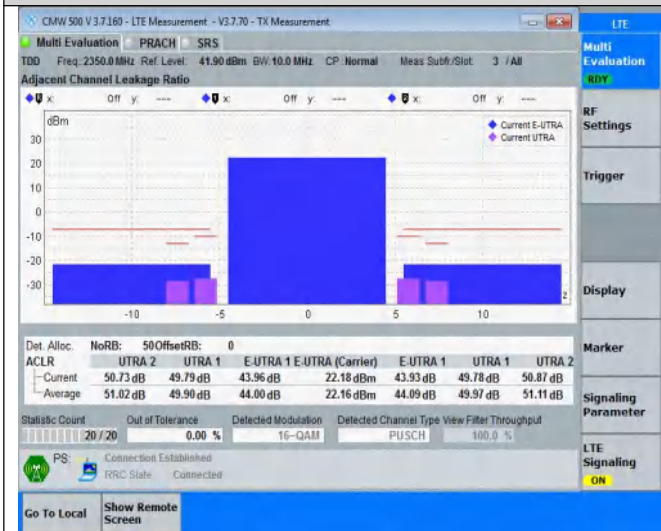 CMW 500 V 3.7.160 - LTE Measurement - V3.7.70 - TX Measurement
LTE
Multi Evaluation PRACH SRS
Multi Evaluation
RDY
TDD Freq.: 2350.0 MHz Ref. Level: 41.90 dBm BW: 10.0 MHz CP: Normal Meas Subfr./Slot: 3 / All
Adjacent Channel Leakage Ratio
x: Off y: --- x: Off y: --- x: Off y: ---
dBm
Current E-UTRA
Current UTRA
30
20
10
0
-10
-20
-30
-10 -5 0 5 10
z
RF Settings
Trigger
Display
Marker
Signaling Parameter
LTE Signaling
ON
Det. Alloc. NoRB: 50 OffsetRB: 0
ACLR UTRA 2 UTRA 1 E-UTRA 1 E-UTRA (Carrier) E-UTRA 1 UTRA 1 UTRA 2
Current 50.73 dB 49.79 dB 43.96 dB 22.18 dBm 43.93 dB 49.78 dB 50.87 dB
Average 51.02 dB 49.90 dB 44.00 dB 22.16 dBm 44.09 dB 49.97 dB 51.11 dB
Statistic Count Out of Tolerance Detected Modulation Detected Channel Type View Filter Throughput
20 / 20 0.00 % 16-QAM PUSCH 100.0 %
PS: Connection Established
RRC State Connected
Go To Local Show Remote Screen